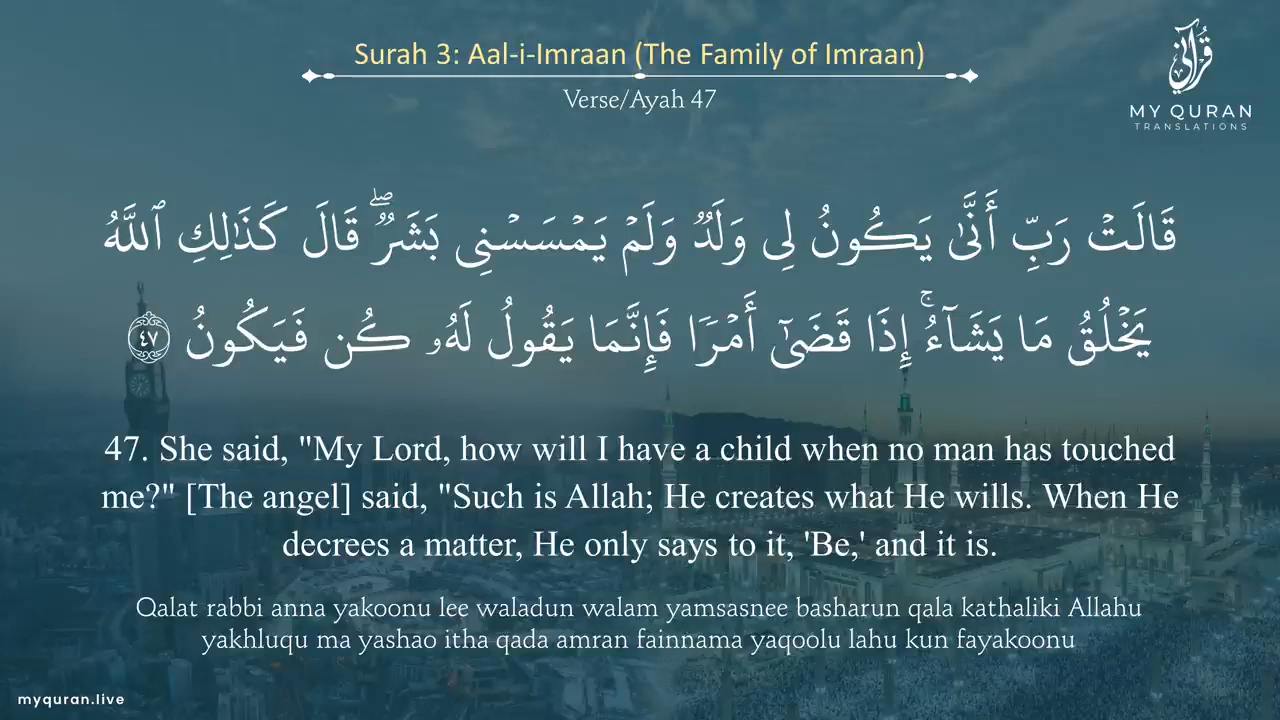 Surah 3: Aal-i-Imraan (The Family of Imraan)
Verse/Ayah 47
MY QURAN
TRANSLATIONS
قَالَتْ رَبِّ أَنَّىٰ يَكُونُ لِى وَلَدٌ وَلَمْ يَمْسَسْنِى بَشَرٌ ۖ قَالَ كَذَٰلِكِ ٱللَّهُ
يَخْلُقُ مَا يَشَآءُ ۚ إِذَا قَضَىٰٓ أَمْرًا فَإِنَّمَا يَقُولُ لَهُۥ كُن فَيَكُونُ ٤٧
47. She said, "My Lord, how will I have a child when no man has touched
me?" [The angel] said, "Such is Allah; He creates what He wills. When He
decrees a matter, He only says to it, 'Be,' and it is.
Qalat rabbi anna yakoonu lee waladun walam yamsasnee basharun qala kathaliki Allahu
yakhluqu ma yashao itha qada amran fainnama yaqoolu lahu kun fayakoonu
myquran.live